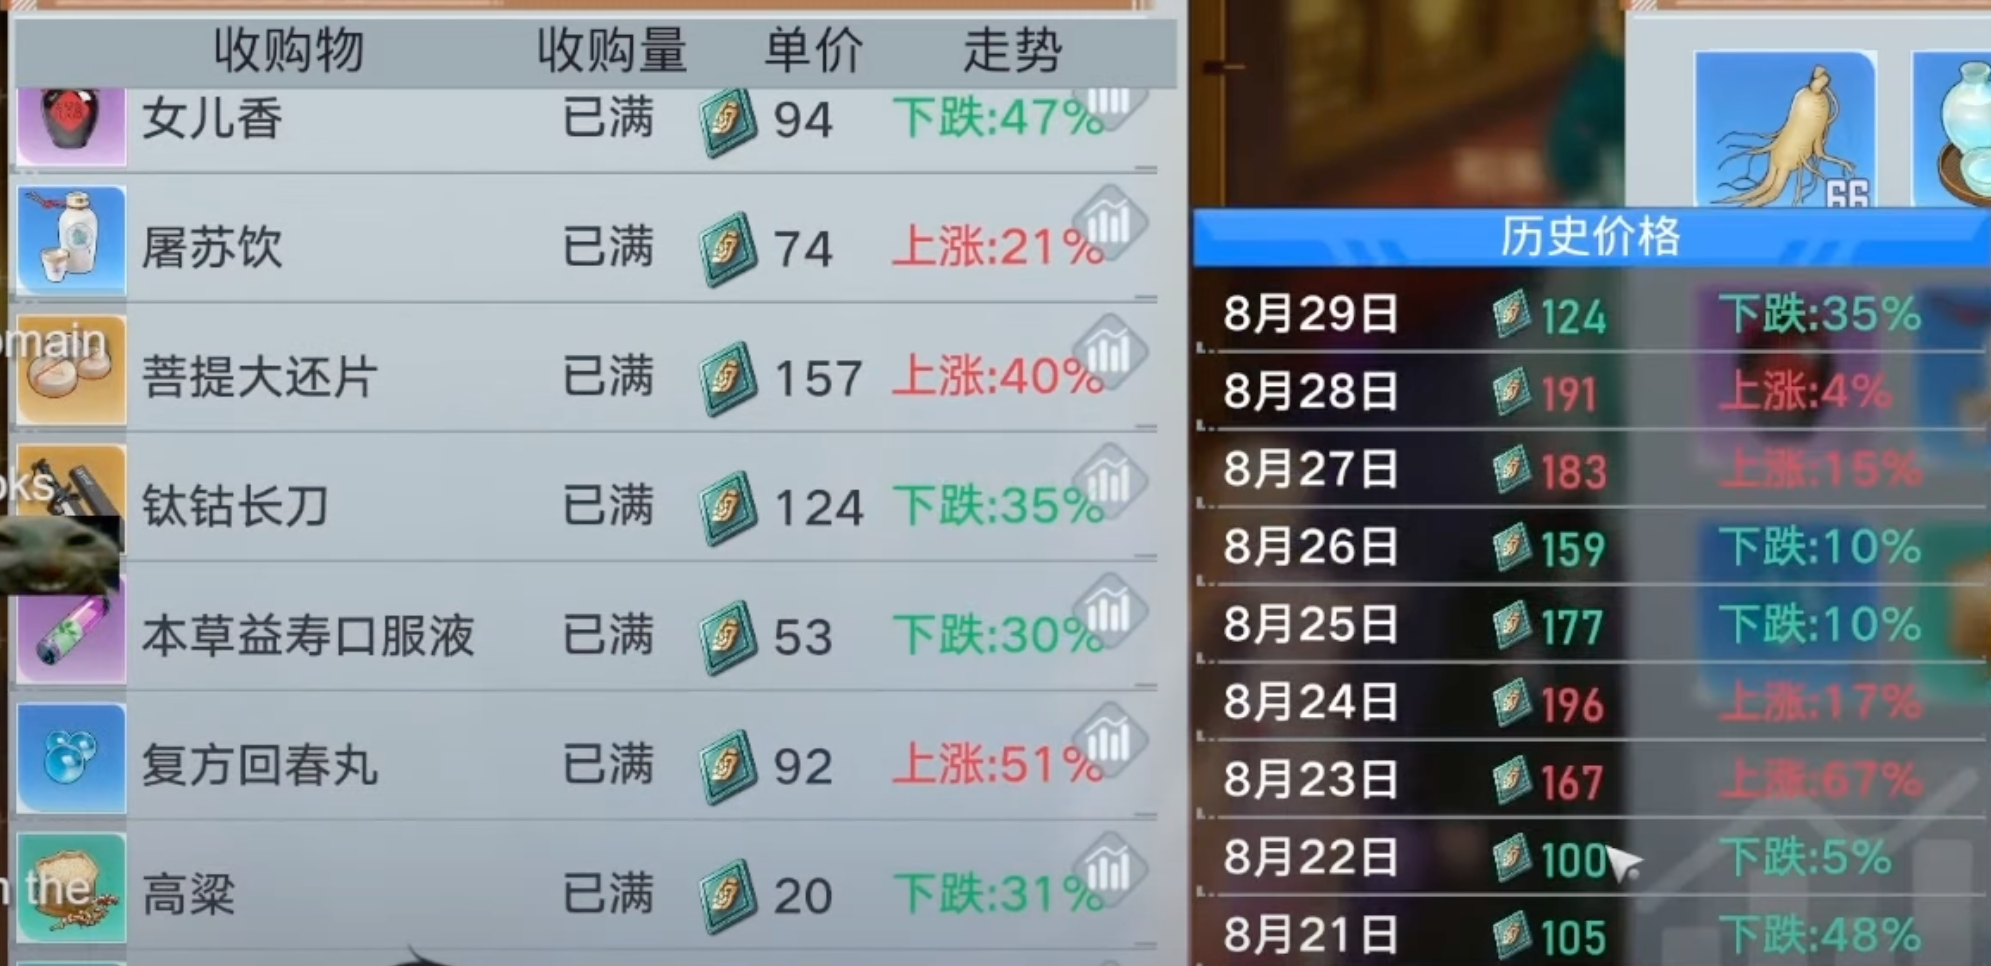 收购物 收购量 单价 走势
女儿香 已满 94 下跌:47%
屠苏饮 已满 74 上涨:21%
菩提大还片 已满 157 上涨:40%
钛钴长刀 已满 124 下跌:35%
本草益寿口服液 已满 53 下跌:30%
复方回春丸 已满 92 上涨:51%
高粱 已满 20 下跌:31%
omain
oks
n the
66
历史价格
8月29日 124 下跌:35%
8月28日 191 上涨:4%
8月27日 183 上涨:15%
8月26日 159 下跌:10%
8月25日 177 下跌:10%
8月24日 196 上涨:17%
8月23日 167 上涨:67%
8月22日 100 下跌:5%
8月21日 105 下跌:48%